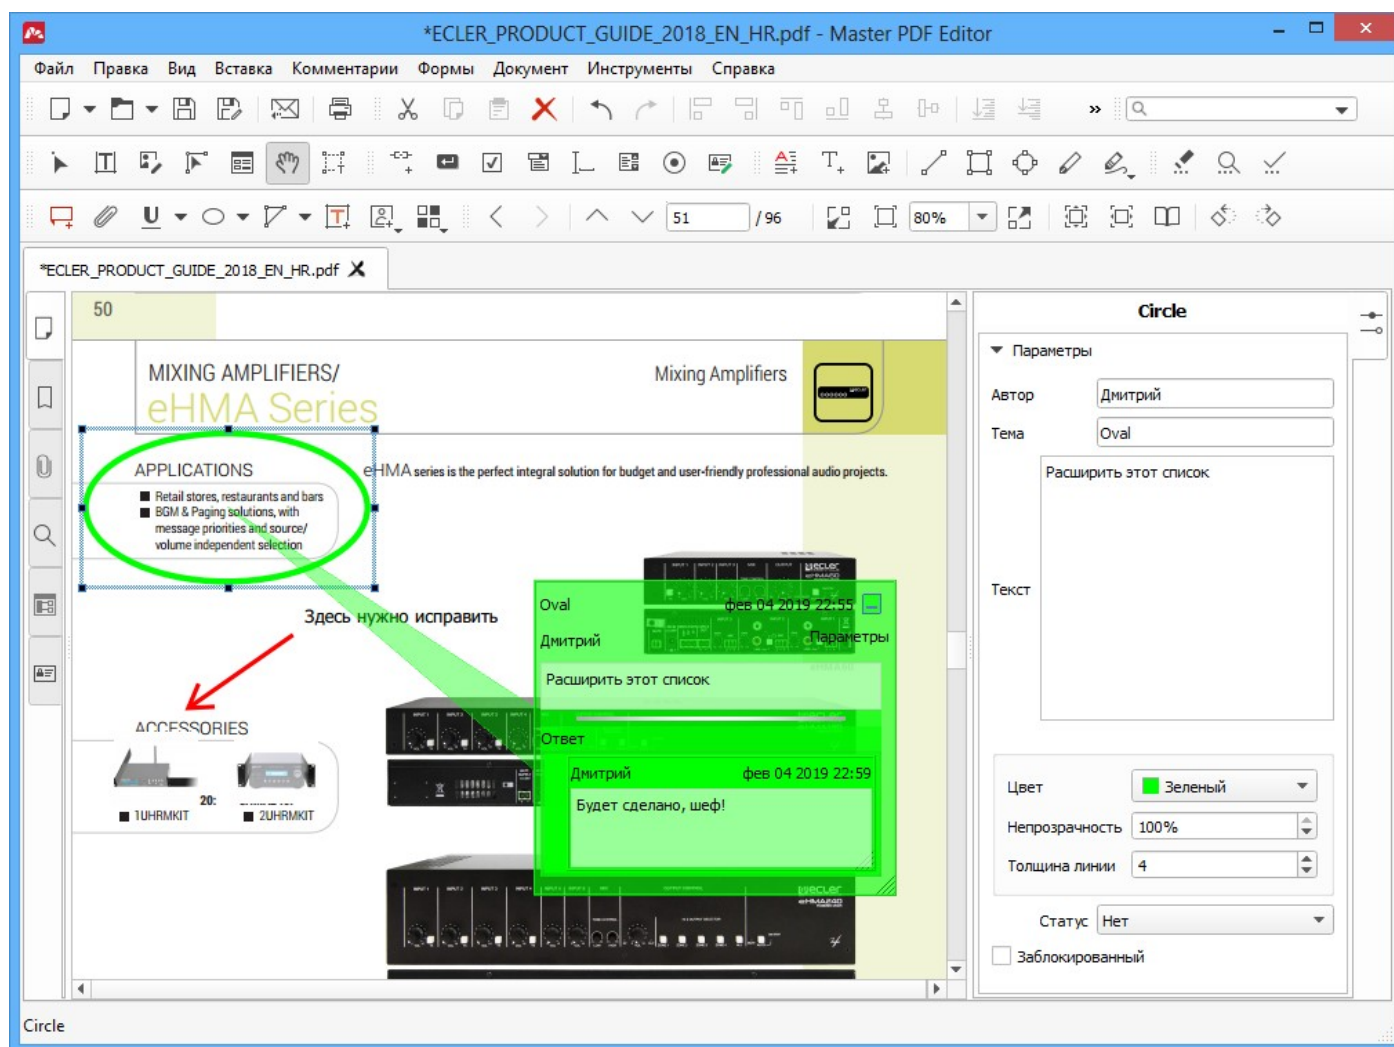 *ECLER_PRODUCT_GUIDE_2018_EN_HR.pdf - Master PDF Editor
Файл Правка Вид Вставка Комментарии Формы Документ Инструменты Справка
51 / 96 80%
*ECLER_PRODUCT_GUIDE_2018_EN_HR.pdf
50
MIXING AMPLIFIERS/
eHMA Series
Mixing Amplifiers
APPLICATIONS
Retail stores, restaurants and bars
BGM & Paging solutions, with
message priorities and source/
volume independent selection
eHMA series is the perfect integral solution for budget and user-friendly professional audio projects.
Здесь нужно исправить
ACCESSORIES
20:
1UHRMKIT
2UHRMKIT
Oval фев 04 2019 22:55
Дмитрий Параметры
Расширить этот список
Ответ
Дмитрий фев 04 2019 22:59
Будет сделано, шеф!
ecler
eHMA240
Circle
Параметры
Автор Дмитрий
Тема Oval
Текст
Расширить этот список
Цвет Зеленый
Непрозрачность 100%
Толщина линии 4
Статус Нет
Заблокированный
Circle